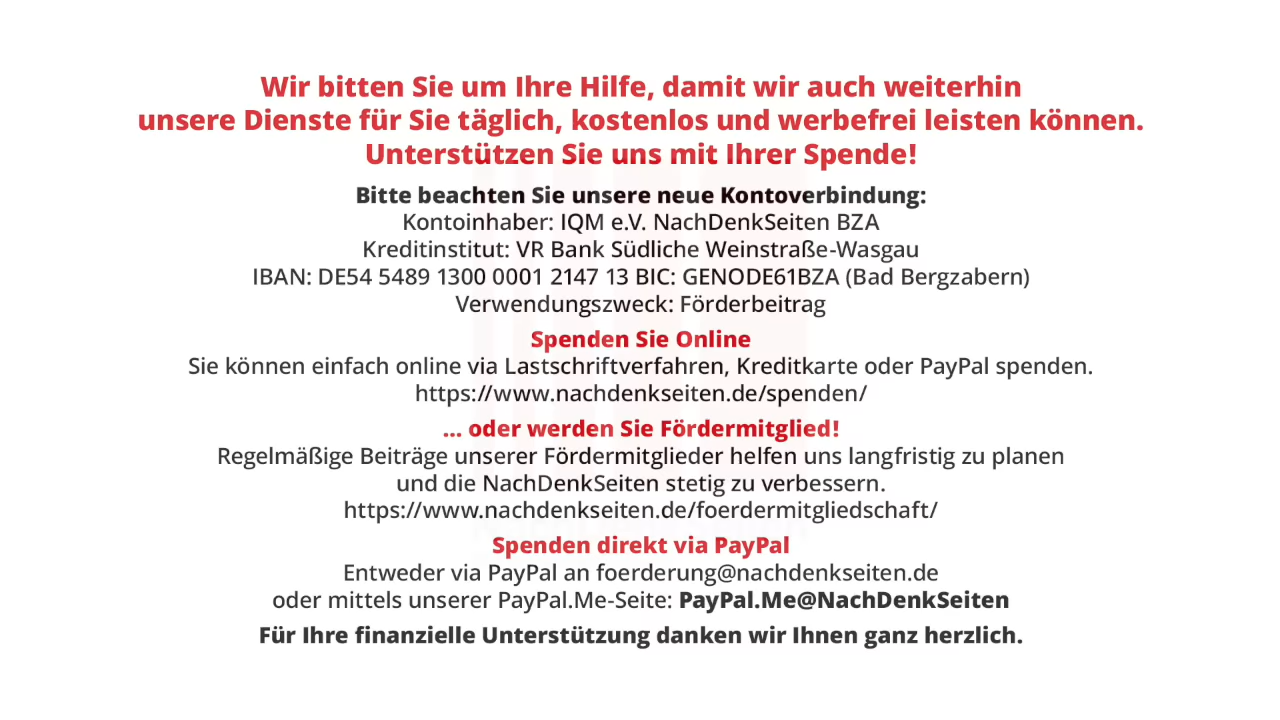 Wir bitten Sie um Ihre Hilfe, damit wir auch weiterhin
unsere Dienste für Sie täglich, kostenlos und werbefrei leisten können.
Unterstützen Sie uns mit Ihrer Spende!
Bitte beachten Sie unsere neue Kontoverbindung:
Kontoinhaber: IQM e.V. NachDenkSeiten BZA
Kreditinstitut: VR Bank Südliche Weinstraße-Wasgau
IBAN: DE54 5489 1300 0001 2147 13 BIC: GENODE61BZA (Bad Bergzabern)
Verwendungszweck: Förderbeitrag
Spenden Sie Online
Sie können einfach online via Lastschriftverfahren, Kreditkarte oder PayPal spenden.
https://www.nachdenkseiten.de/spenden/
... oder werden Sie Fördermitglied!
Regelmäßige Beiträge unserer Fördermitglieder helfen uns langfristig zu planen
und die NachDenkSeiten stetig zu verbessern.
https://www.nachdenkseiten.de/foerdermitgliedschaft/
Spenden direkt via PayPal
Entweder via PayPal an foerderung@nachdenkseiten.de
oder mittels unserer PayPal.Me-Seite: PayPal.Me@NachDenkSeiten
Für Ihre finanzielle Unterstützung danken wir Ihnen ganz herzlich.